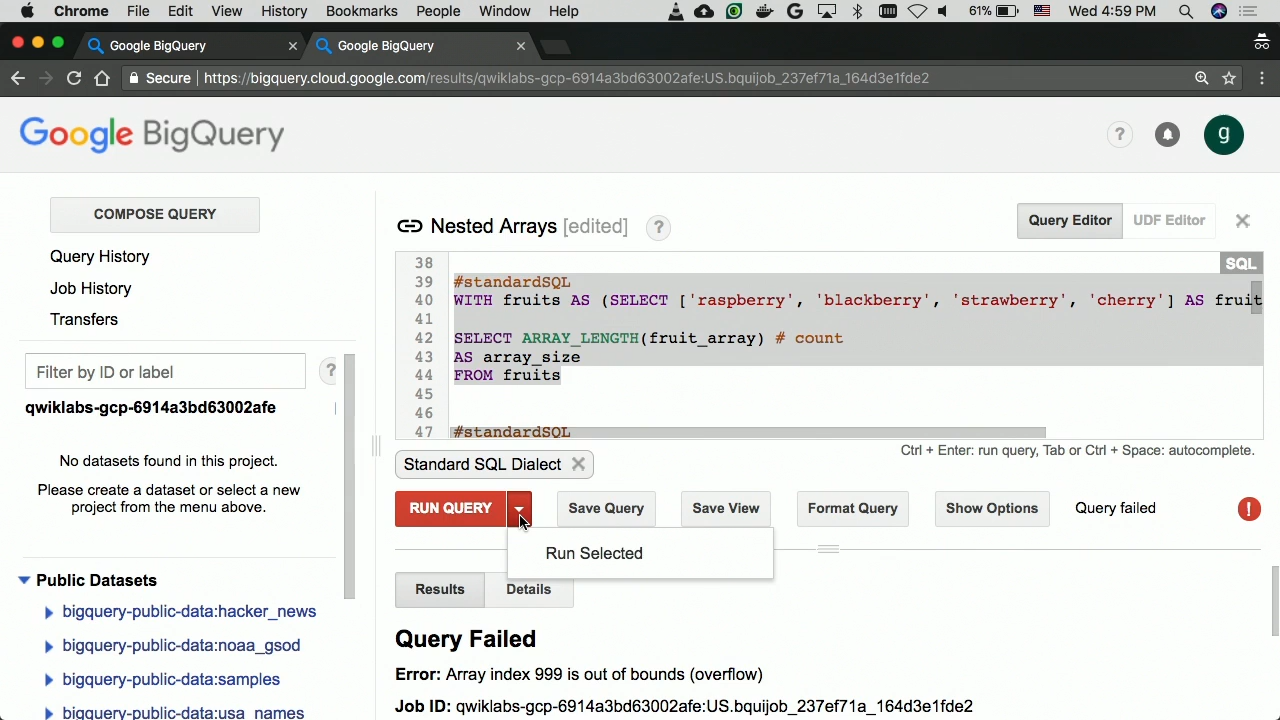 Chrome File Edit View History Bookmarks People Window Help 61% Wed 4:59 PM
Google BigQuery × Google BigQuery ×
Secure | https://bigquery.cloud.google.com/results/qwiklabs-gcp-6914a3bd63002afe:US.bquijob_237ef71a_164d3e1fde2
Google BigQuery ? g
COMPOSE QUERY
Query History
Job History
Transfers
Filter by ID or label ?
qwiklabs-gcp-6914a3bd63002afe
No datasets found in this project.
Please create a dataset or select a new
project from the menu above.
Public Datasets
bigquery-public-data:hacker_news
bigquery-public-data:noaa_gsod
bigquery-public-data:samples
bigquery-public-data:usa_names
Nested Arrays [edited] ? Query Editor UDF Editor ×
38 SQL
39 #standardSQL
40 WITH fruits AS (SELECT ['raspberry', 'blackberry', 'strawberry', 'cherry'] AS fruit
41
42 SELECT ARRAY_LENGTH(fruit_array) # count
43 AS array_size
44 FROM fruits
45
46
47 #standardSQL
Ctrl + Enter: run query, Tab or Ctrl + Space: autocomplete.
Standard SQL Dialect ×
RUN QUERY Save Query Save View Format Query Show Options Query failed !
Run Selected
Results Details
Query Failed
Error: Array index 999 is out of bounds (overflow)
Job ID: qwiklabs-gcp-6914a3bd63002afe:US.bquijob_237ef71a_164d3e1fde2